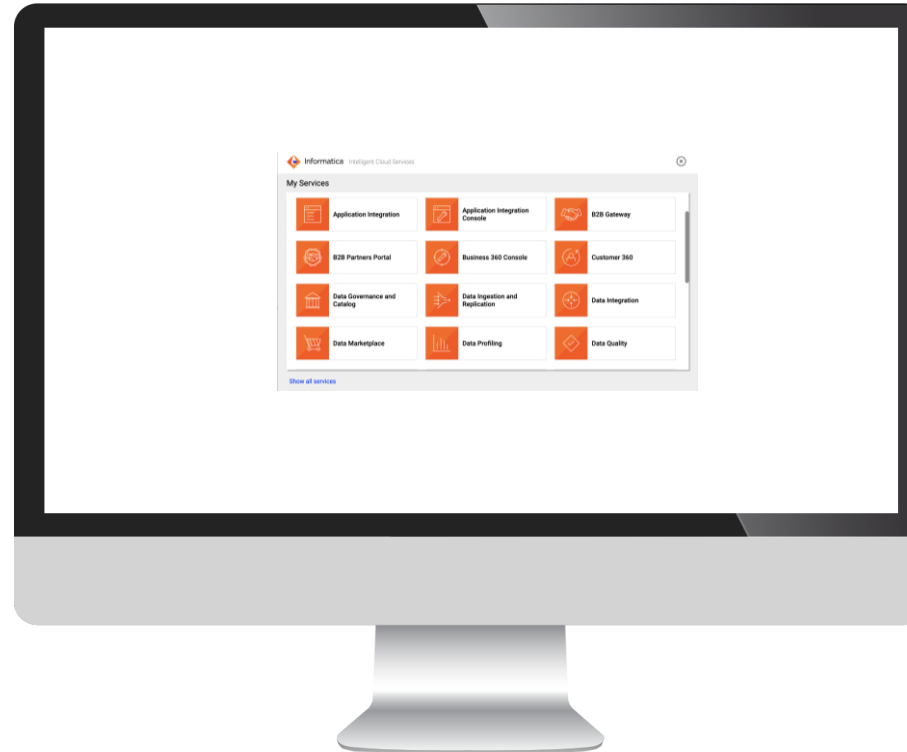 Informatica Intelligent Cloud Services
My Services
Application Integration
Application Integration
Console
B2B Gateway
B2B Partners Portal
Business 360 Console
Customer 360
Data Governance and
Catalog
Data Ingestion and
Replication
Data Integration
Data Marketplace
Data Profiling
Data Quality
Show all services